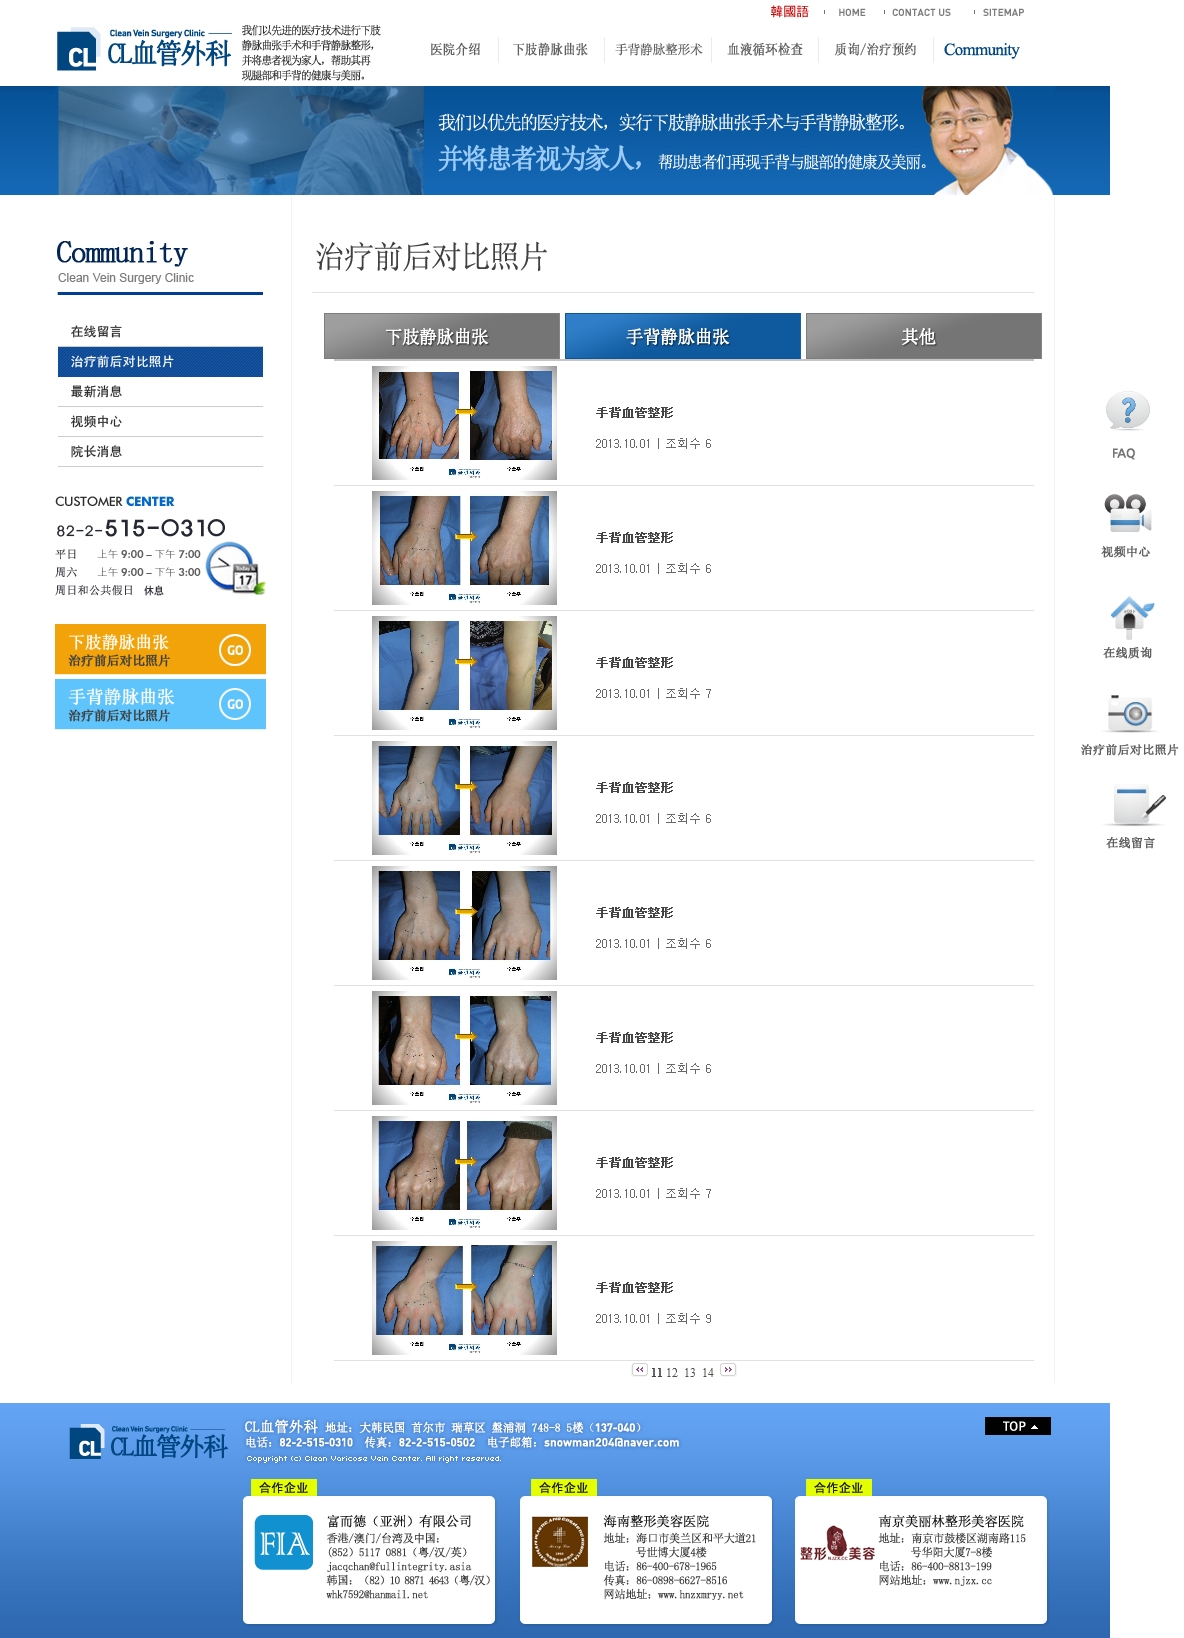 韓國語
HOME
CONTACT US
SITEMAP
Clean Vein Surgery Clinic
CL
CL血管外科
我们以先进的医疗技术进行下肢
静脉曲张手术和手背静脉整形，
并将患者视为家人，帮助其再
现腿部和手背的健康与美丽。
医院介绍
下肢静脉曲张
手背静脉整形术
血液循环检查
质询/治疗预约
Community
我们以优先的医疗技术，实行下肢静脉曲张手术与手背静脉整形。
并将患者视为家人，帮助患者们再现手背与腿部的健康及美丽。
Community
Clean Vein Surgery Clinic
在线留言
治疗前后对比照片
最新消息
视频中心
院长消息
CUSTOMER CENTER
82-2-515-0310
平日 上午 9:00 – 下午 7:00
周六 上午 9:00 – 下午 3:00
周日和公共假日 休息
17
下肢静脉曲张
治疗前后对比照片
GO
手背静脉曲张
治疗前后对比照片
GO
治疗前后对比照片
下肢静脉曲张
手背静脉曲张
其他
手背血管整形
2013.10.01 | 조회수 6
手背血管整形
2013.10.01 | 조회수 6
手背血管整形
2013.10.01 | 조회수 7
手背血管整形
2013.10.01 | 조회수 6
手背血管整形
2013.10.01 | 조회수 6
手背血管整形
2013.10.01 | 조회수 6
手背血管整形
2013.10.01 | 조회수 7
手背血管整形
2013.10.01 | 조회수 9
11 12 13 14
FAQ
视频中心
在线质询
治疗前后对比照片
在线留言
Clean Vein Surgery Clinic
CL
CL血管外科
CL血管外科 地址：大韩民国 首尔市 瑞草区 盤浦洞 748-8 5楼（137-040）
电话：82-2-515-0310 传真：82-2-515-0502 电子邮箱：snowman204@naver.com
Copyright (c) Clean Varicose Vein Center. All right reserved.
TOP
合作企业
FIA
富而德（亚洲）有限公司
香港/澳门/台湾及中国：
（852）5117 0881（粤/汉/英）
jacqchan@fullintegrity.asia
韩国：（82）10 8871 4643（粤/汉）
whk7592@hanmail.net
合作企业
海南整形美容医院
地址：海口市美兰区和平大道21
号世博大厦4楼
电话：86-400-678-1965
传真：86-0898-6627-8516
网站地址：www.hnzxmryy.net
合作企业
整形美容
NJZX.CC
南京美丽林整形美容医院
地址：南京市鼓楼区湖南路115
号华阳大厦7-8楼
电话：86-400-8813-199
网站地址：www.njzx.cc